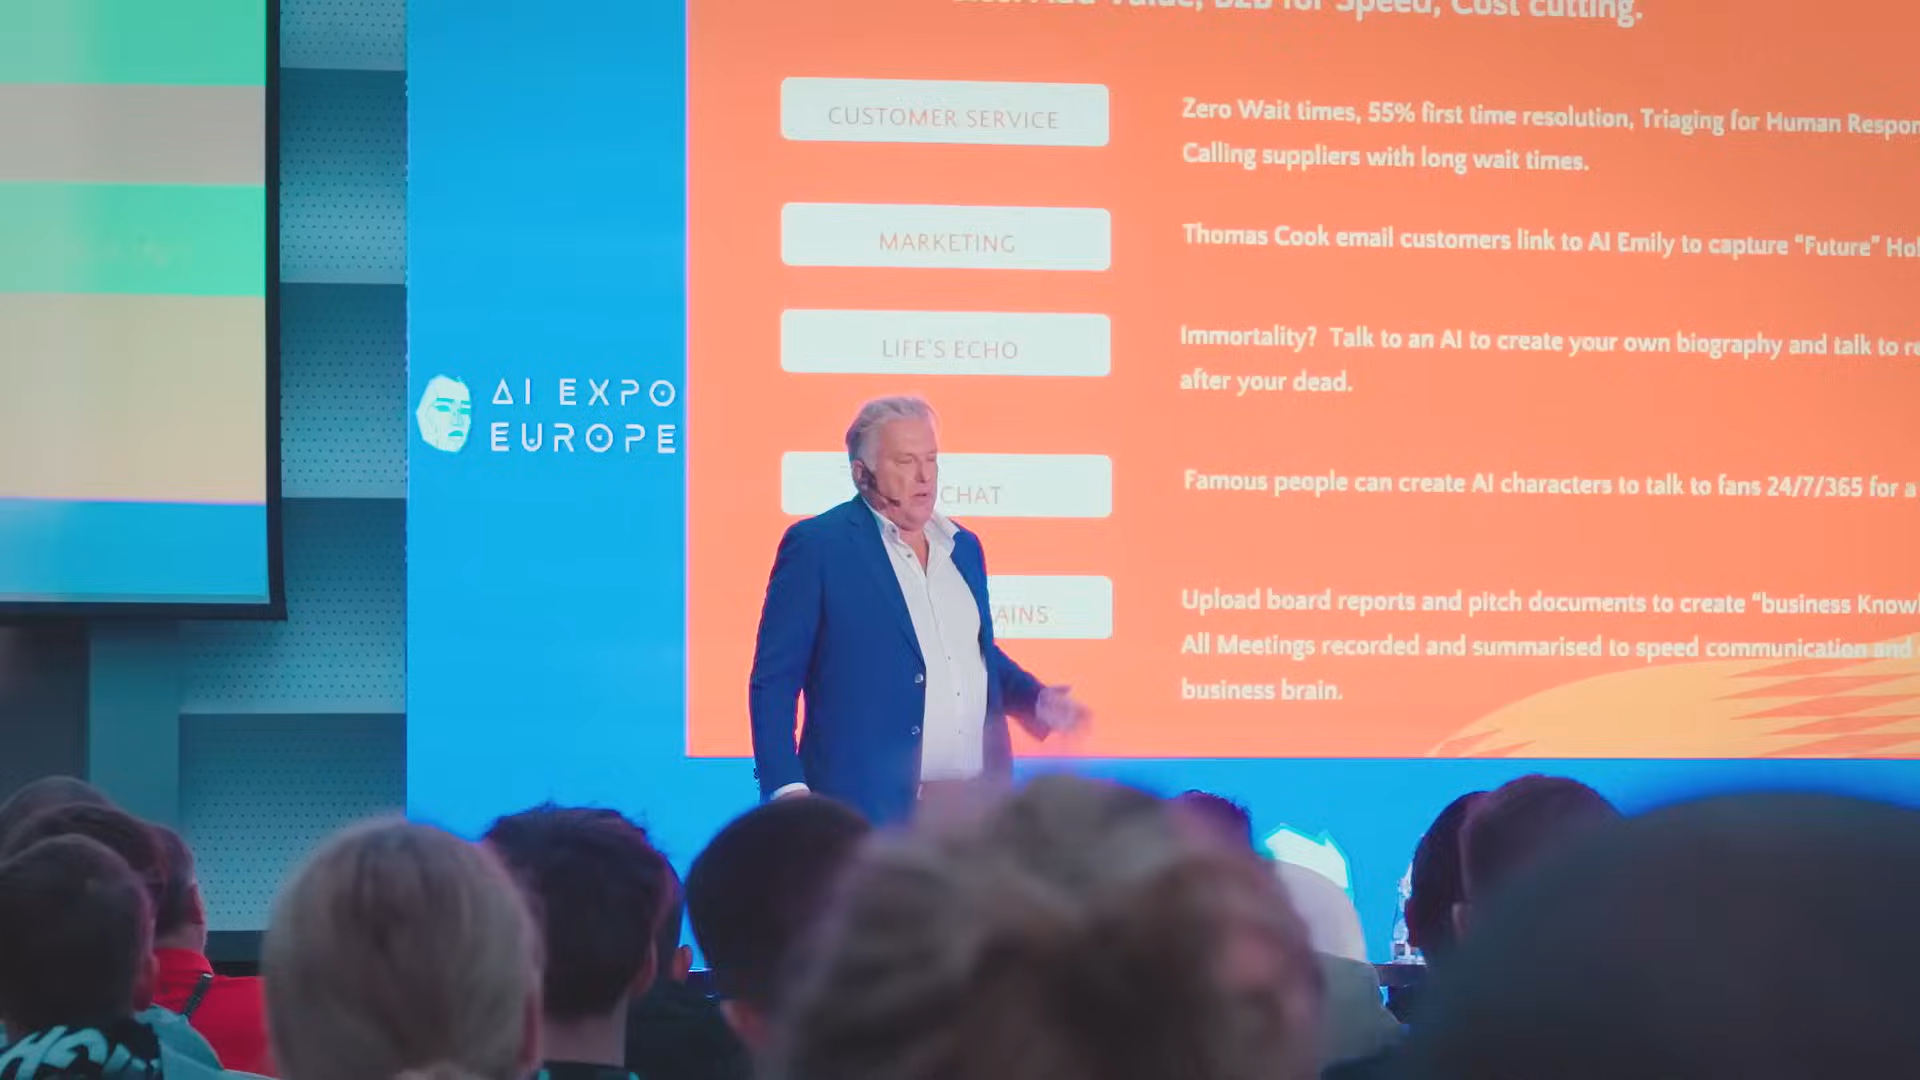 Value, B2B for Speed, Cost cutting.
CUSTOMER SERVICE
Zero Wait times, 55% first time resolution, Triaging for Human
Calling suppliers with long wait times.
MARKETING
Thomas Cook email customers link to AI Emily to capture “Future”
LIFE'S ECHO
Immortality? Talk to an AI to create your own biography and talk to
after your dead.
AI EXPO
EUROPE
CHAT
Famous people can create AI characters to talk to fans 24/7/365 for a
AINS
Upload board reports and pitch documents to create “business
All Meetings recorded and summarised to speed communication and
business brain.